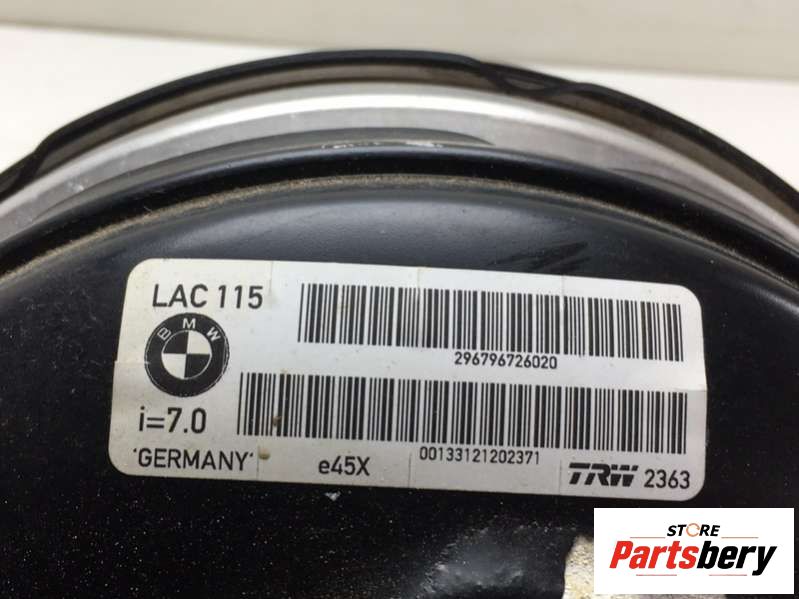 LAC 115
296796726020
BMW
i=7.0
00133121202371
'GERMANY'
e45X
TRW 2363
STORE
Partsbery